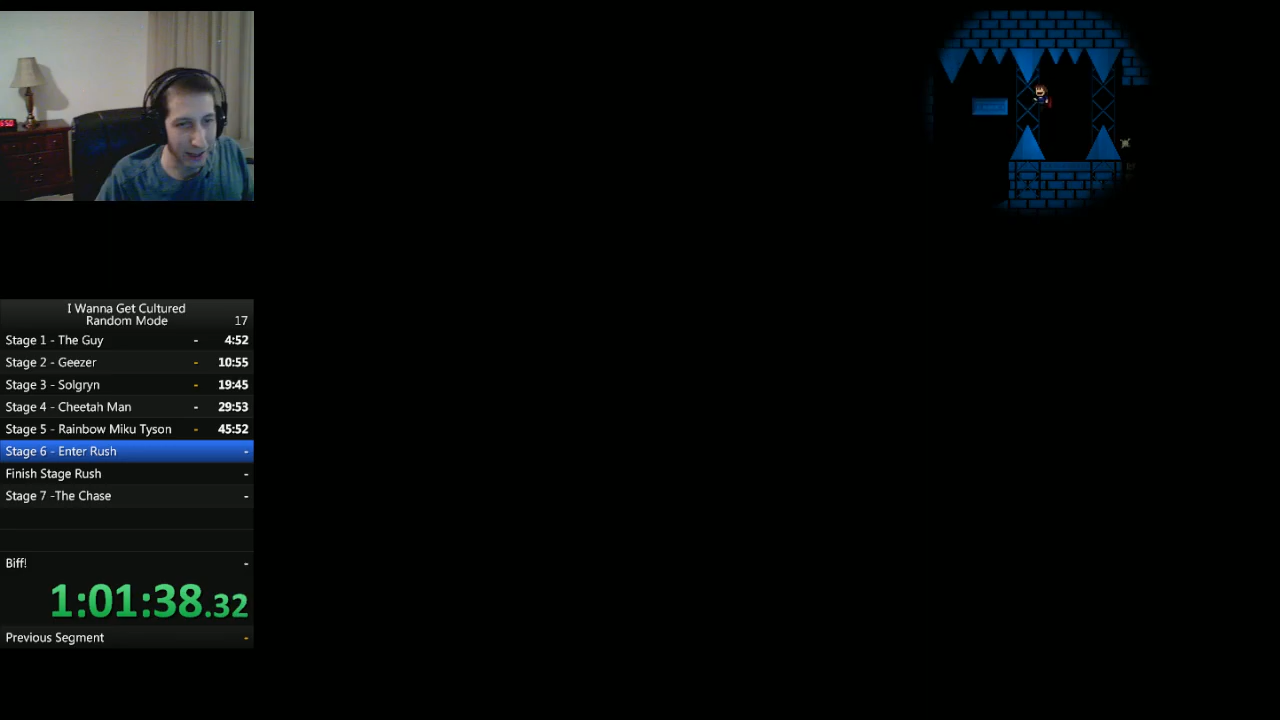 I Wanna Get Cultured
Random Mode 17
Stage 1 - The Guy - 4:52
Stage 2 - Geezer - 10:55
Stage 3 - Solgryn - 19:45
Stage 4 - Cheetah Man - 29:53
Stage 5 - Rainbow Miku Tyson - 45:52
Stage 6 - Enter Rush -
Finish Stage Rush -
Stage 7 -The Chase -
Biff! -
1:01:38.32
Previous Segment -